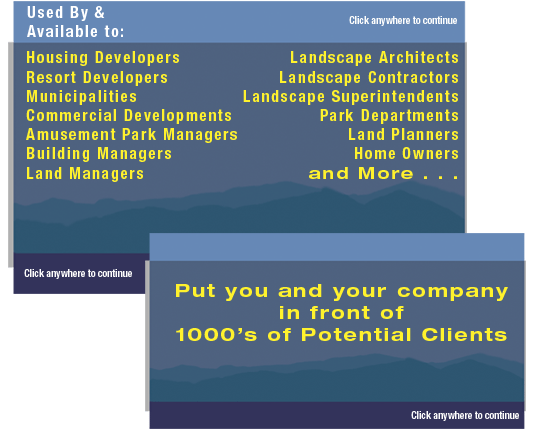 Used By &
Available to:
Click anywhere to continue
Housing Developers
Resort Developers
Municipalities
Commercial Developments
Amusement Park Managers
Building Managers
Land Managers
Landscape Architects
Landscape Contractors
Landscape Superintendents
Park Departments
Land Planners
Home Owners
and More . . .
Click anywhere to continue
Put you and your company
in front of
1000's of Potential Clients
Click anywhere to continue